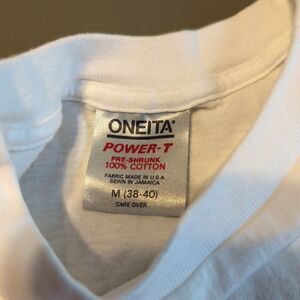 ONEITA®
POWER-T
PRE-SHRUNK
100% COTTON
FABRIC MADE IN U.S.A.
SEWN IN JAMAICA
M (38-40)
CARE OVER